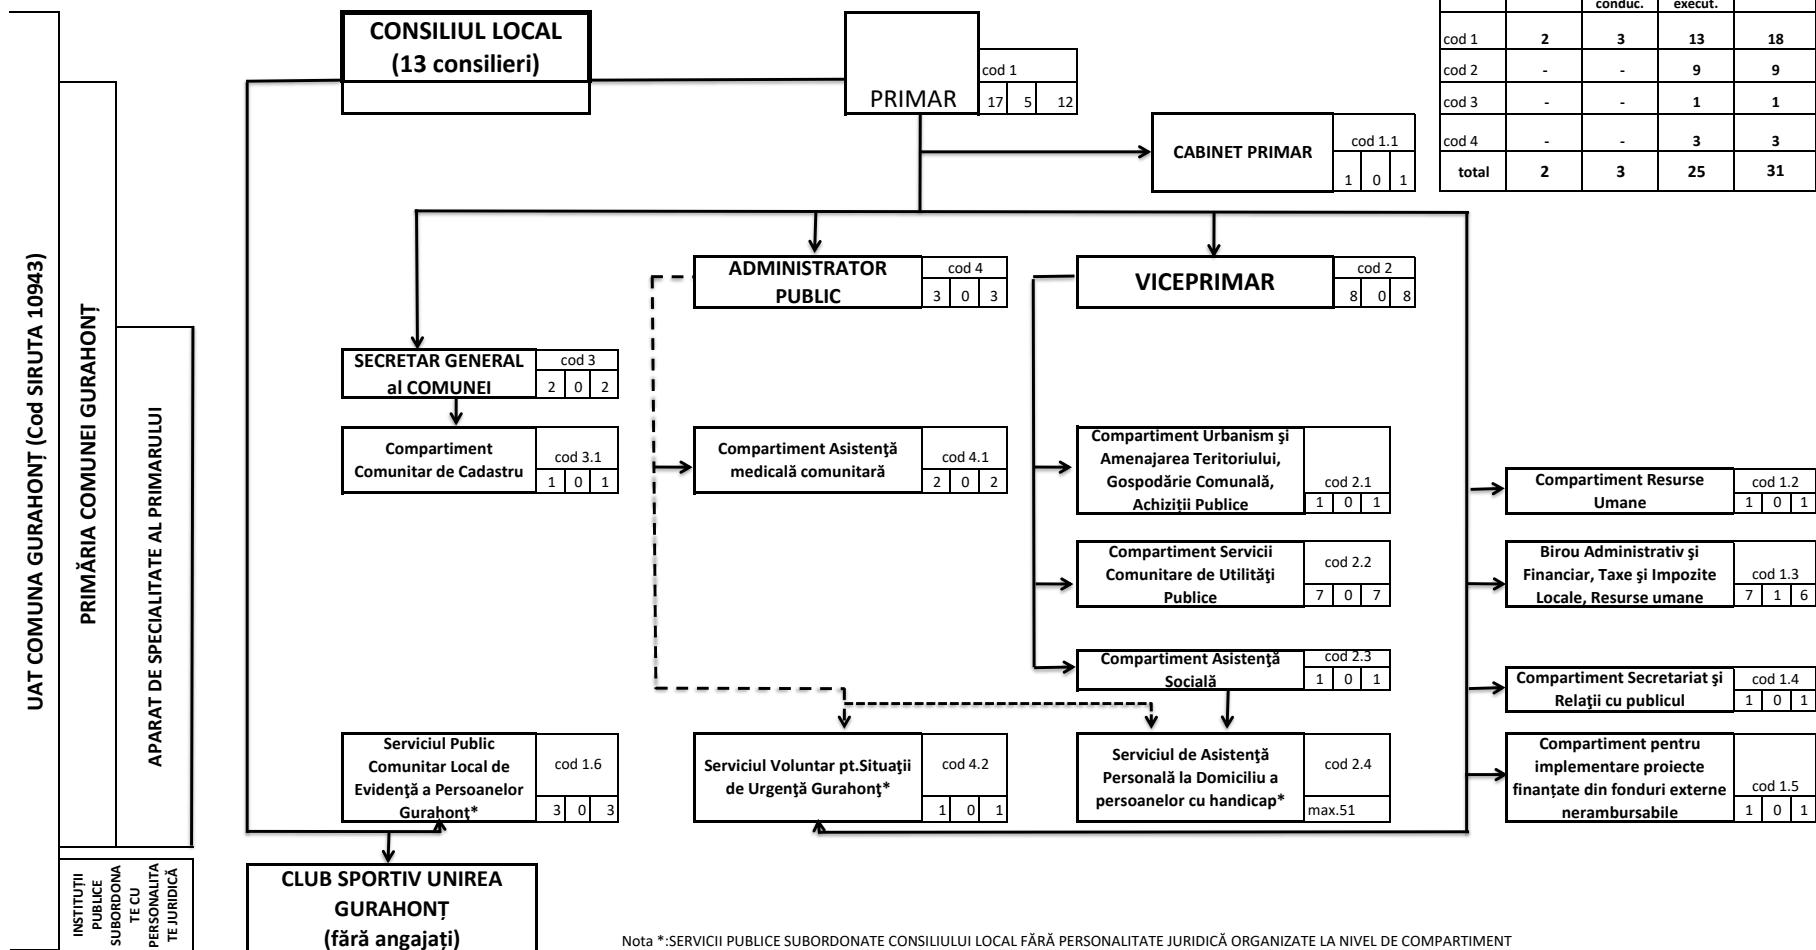 conduc. execut.
cod 1 2 3 13 18
cod 2 - - 9 9
cod 3 - - 1 1
cod 4 - - 3 3
total 2 3 25 31
CONSILIUL LOCAL
(13 consilieri)
PRIMAR
cod 1
17 5 12
CABINET PRIMAR
cod 1.1
1 0 1
UAT COMUNA GURAHONȚ (Cod SIRUTA 10943)
PRIMĂRIA COMUNEI GURAHONȚ
APARAT DE SPECIALITATE AL PRIMARULUI
INSTITUȚII
PUBLICE
SUBORDONA
TE CU
PERSONALITA
TE JURIDICĂ
ADMINISTRATOR
PUBLIC
cod 4
3 0 3
VICEPRIMAR
cod 2
8 0 8
SECRETAR GENERAL
al COMUNEI
cod 3
2 0 2
Compartiment
Comunitar de Cadastru
cod 3.1
1 0 1
Compartiment Asistenţă
medicală comunitară
cod 4.1
2 0 2
Compartiment Urbanism şi
Amenajarea Teritoriului,
Gospodărie Comunală,
Achiziții Publice
cod 2.1
1 0 1
Compartiment Resurse
Umane
cod 1.2
1 0 1
Compartiment Servicii
Comunitare de Utilităţi
Publice
cod 2.2
7 0 7
Birou Administrativ şi
Financiar, Taxe şi Impozite
Locale, Resurse umane
cod 1.3
7 1 6
Compartiment Asistenţă
Socială
cod 2.3
1 0 1
Compartiment Secretariat şi
Relaţii cu publicul
cod 1.4
1 0 1
Serviciul Public
Comunitar Local de
Evidenţă a Persoanelor
Gurahonţ*
cod 1.6
3 0 3
Serviciul Voluntar pt.Situaţii
de Urgenţă Gurahonţ*
cod 4.2
1 0 1
Serviciul de Asistenţă
Personală la Domiciliu a
persoanelor cu handicap*
cod 2.4
max.51
Compartiment pentru
implementare proiecte
finanțate din fonduri externe
nerambursabile
cod 1.5
1 0 1
CLUB SPORTIV UNIREA
GURAHONȚ
(fără angajați)
Nota *:SERVICII PUBLICE SUBORDONATE CONSILIULUI LOCAL FĂRĂ PERSONALITATE JURIDICĂ ORGANIZATE LA NIVEL DE COMPARTIMENT